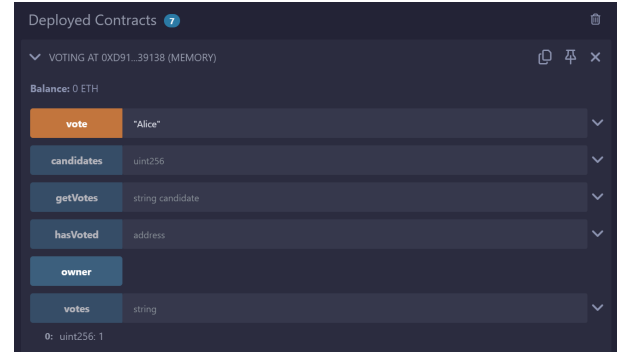 Deployed Contracts 7
VOTING AT 0XD91...39138 (MEMORY)
Balance: 0 ETH
vote "Alice"
candidates uint256
getVotes string candidate
hasVoted address
owner
votes string
0: uint256: 1